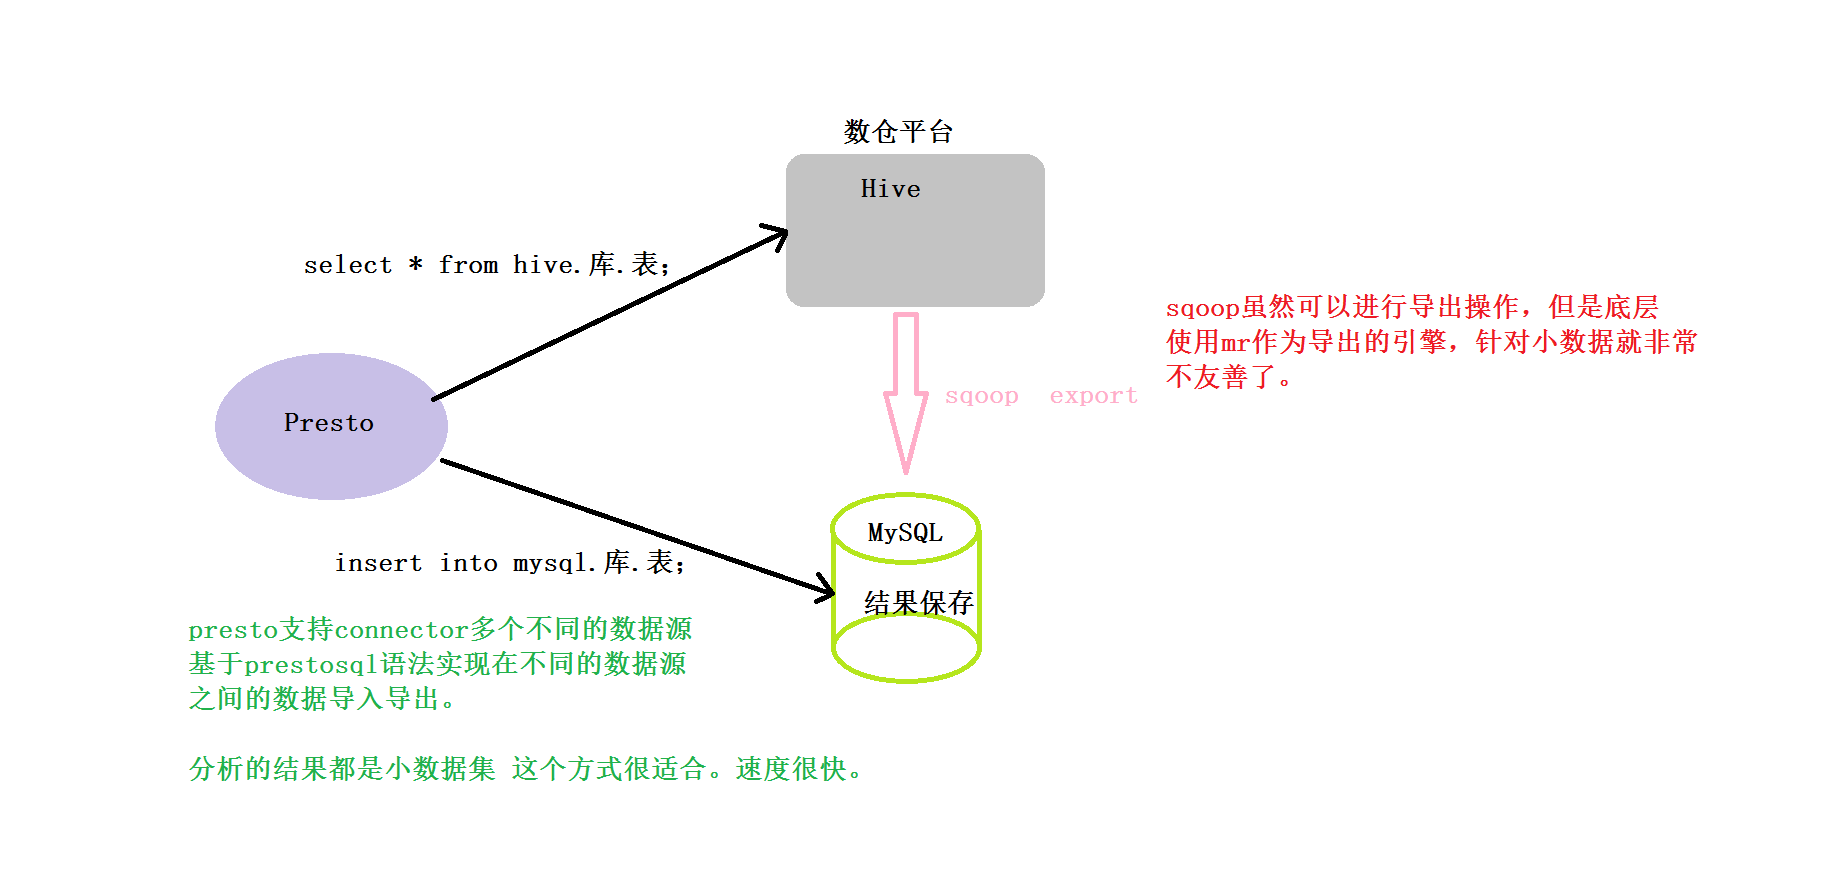 数仓平台
Hive
select * from hive.库.表;
sqoop虽然可以进行导出操作，但是底层
使用mr作为导出的引擎，针对小数据就非常
不友善了。
sqoop export
Presto
MySQL
insert into mysql.库.表;
结果保存
presto支持connector多个不同的数据源
基于prestosql语法实现在不同的数据源
之间的数据导入导出。
分析的结果都是小数据集 这个方式很适合。速度很快。